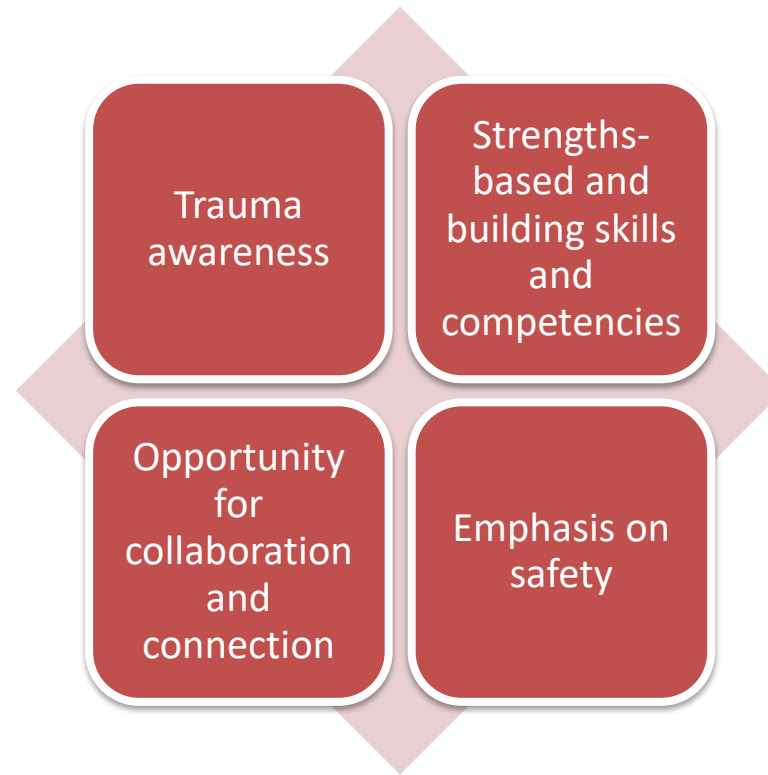 Trauma
awareness
Strengths-
based and
building skills
and
competencies
Opportunity
for
collaboration
and
connection
Emphasis on
safety